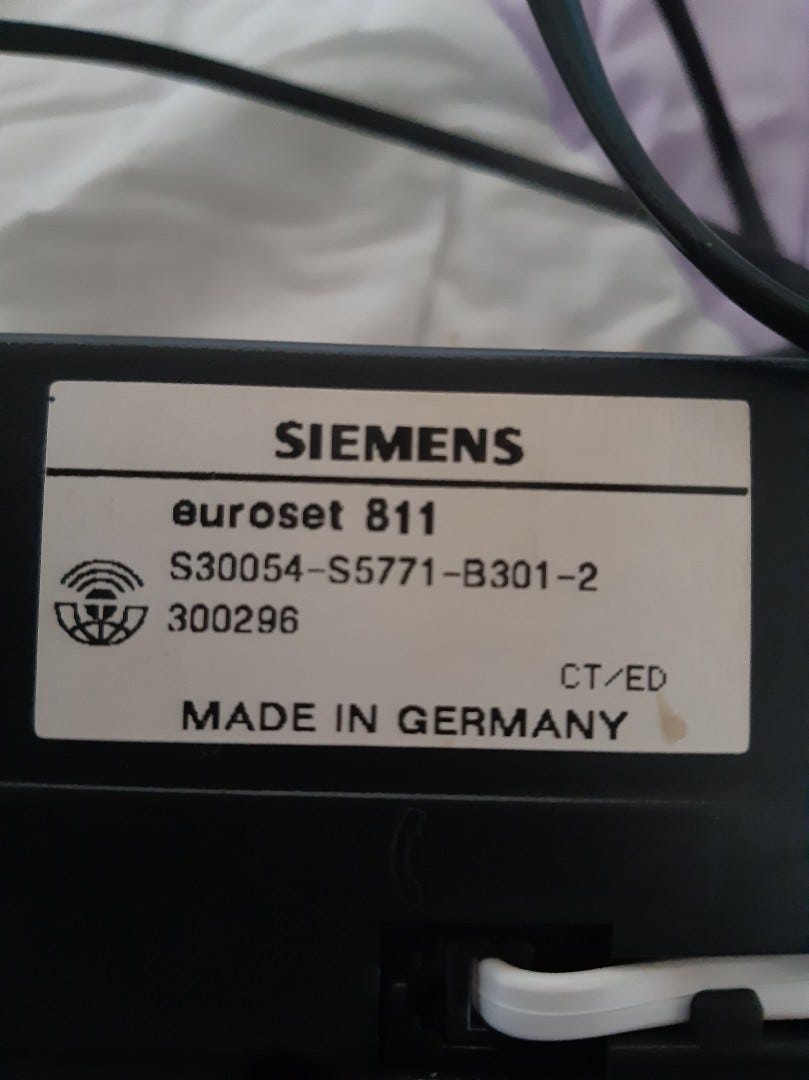 SIEMENS
euroset 811
S30054-S5771-B301-2
300296
CT/ED
MADE IN GERMANY